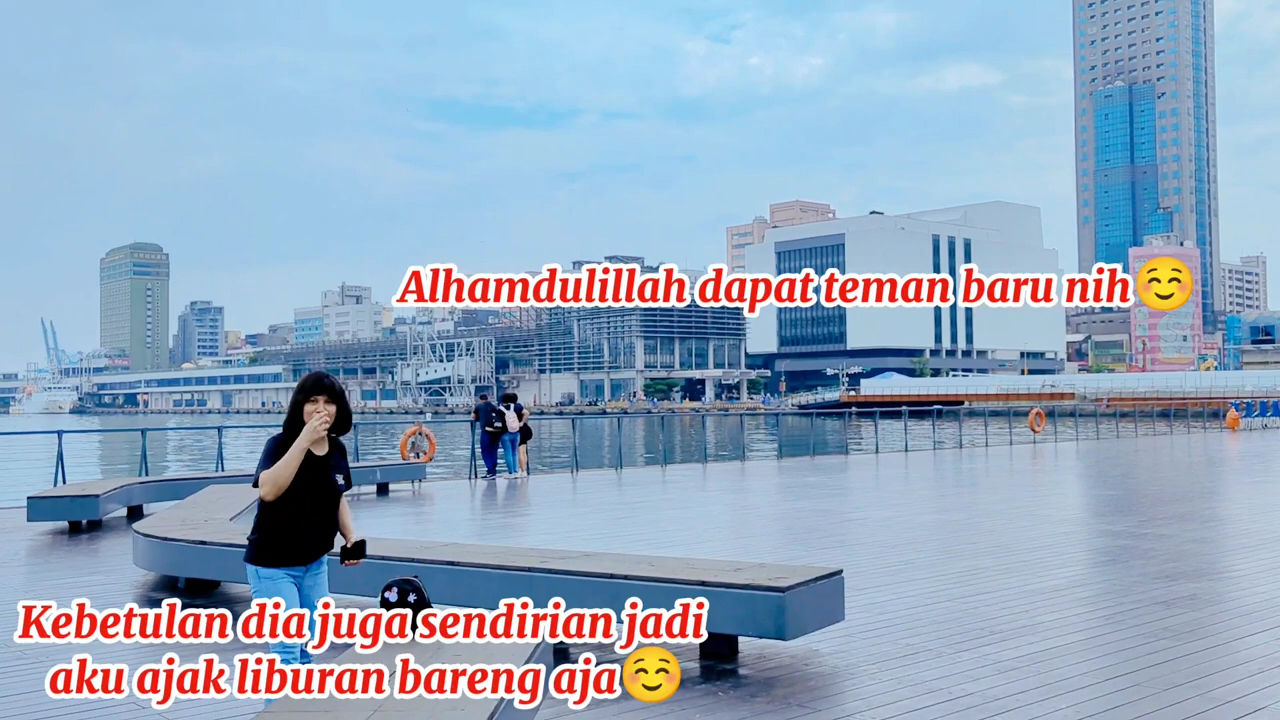 Alhamdulillah dapat teman baru nih☺️
Kebetulan dia juga sendirian jadi
aku ajak liburan bareng aja☺️